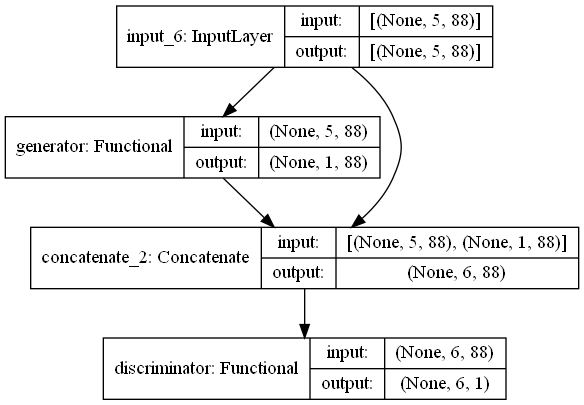 input_6: InputLayer
input:
[(None, 5, 88)]
output:
[(None, 5, 88)]
generator: Functional
input:
(None, 5, 88)
output:
(None, 1, 88)
concatenate_2: Concatenate
input:
[(None, 5, 88), (None, 1, 88)]
output:
(None, 6, 88)
discriminator: Functional
input:
(None, 6, 88)
output:
(None, 6, 1)